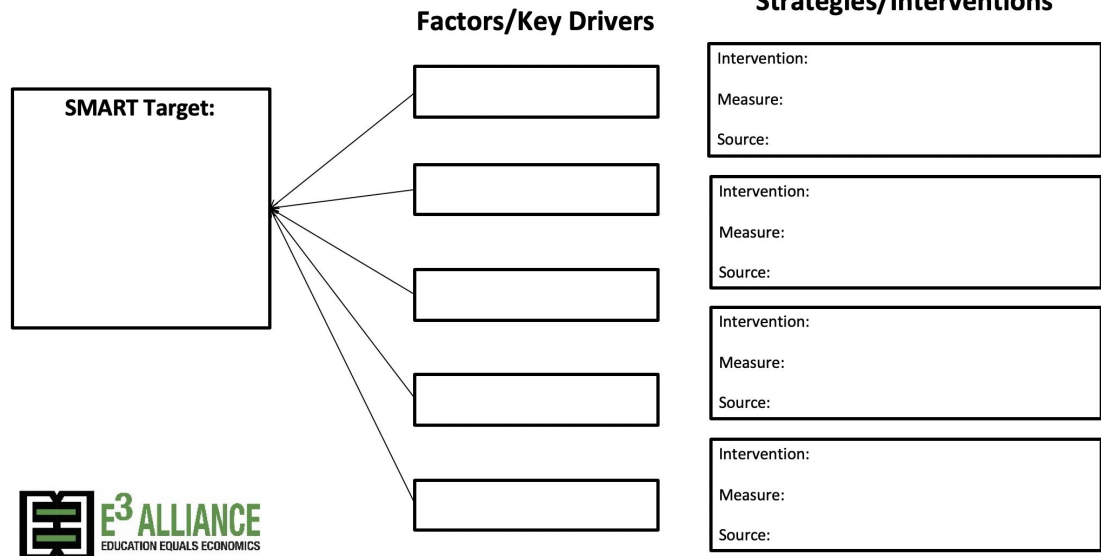 Factors/Key Drivers
Strategies/Interventions
SMART Target:
Intervention:
Measure:
Source:
Intervention:
Measure:
Source:
Intervention:
Measure:
Source:
Intervention:
Measure:
Source:
E3 ALLIANCE
EDUCATION EQUALS ECONOMICS